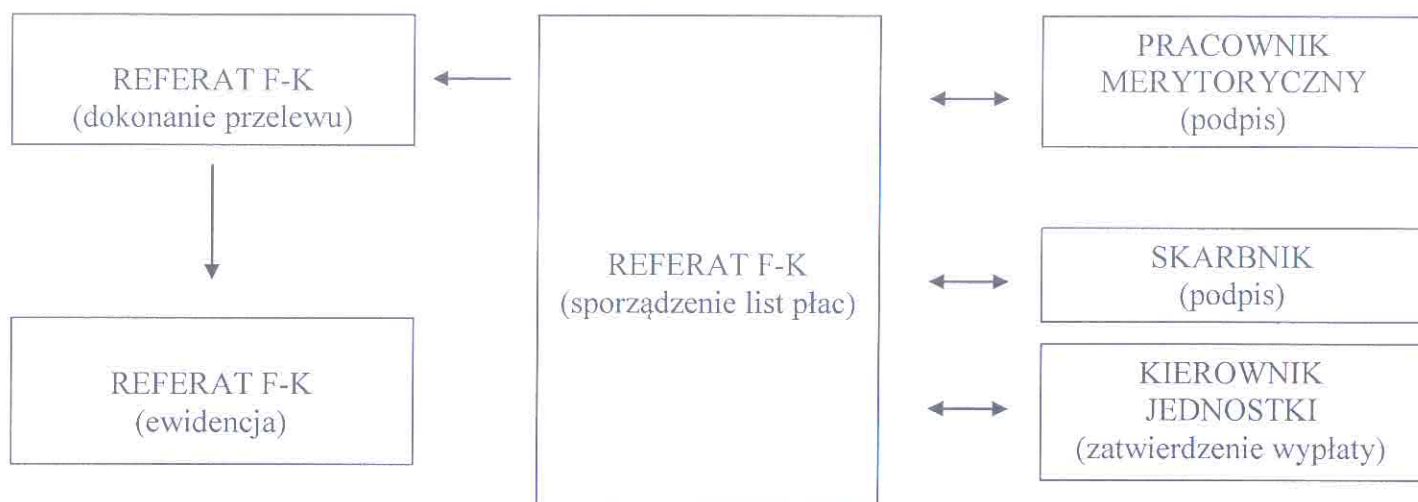 REFERAT F-K
(dokonanie przelewu)
REFERAT F-K
(ewidencja)
REFERAT F-K
(sporządzenie list płac)
PRACOWNIK
MERYTORYCZNY
(podpis)
SKARBNIK
(podpis)
KIEROWNIK
JEDNOSTKI
(zatwierdzenie wypłaty)